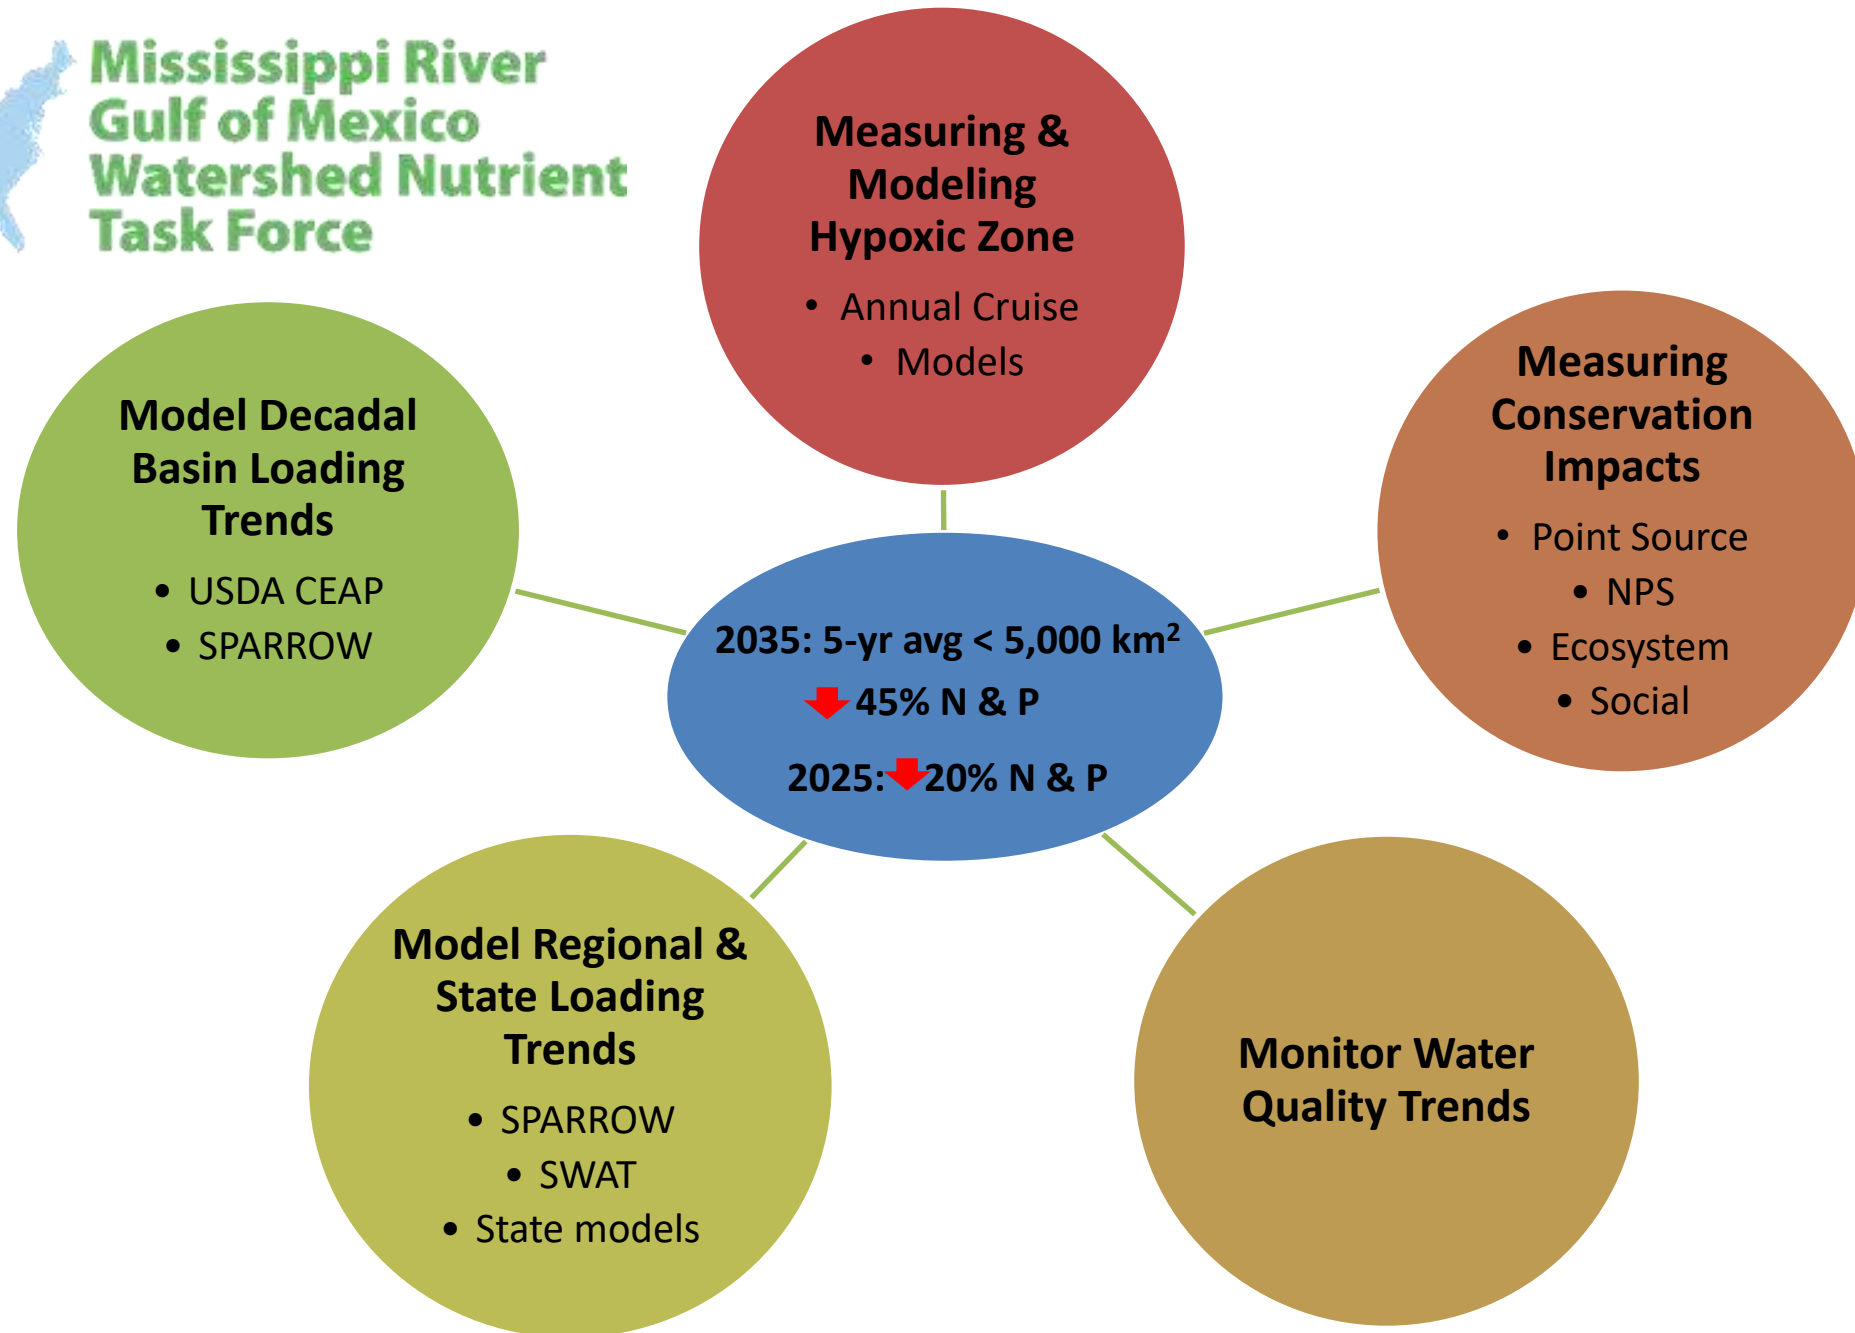 Mississippi River
Gulf of Mexico
Watershed Nutrient
Task Force
Measuring &
Modeling
Hypoxic Zone
• Annual Cruise
• Models
Measuring
Conservation
Impacts
• Point Source
• NPS
• Ecosystem
• Social
Monitor Water
Quality Trends
Model Regional &
State Loading
Trends
• SPARROW
• SWAT
• State models
Model Decadal
Basin Loading
Trends
• USDA CEAP
• SPARROW
2035: 5-yr avg < 5,000 km²
45% N & P
2025: 20% N & P